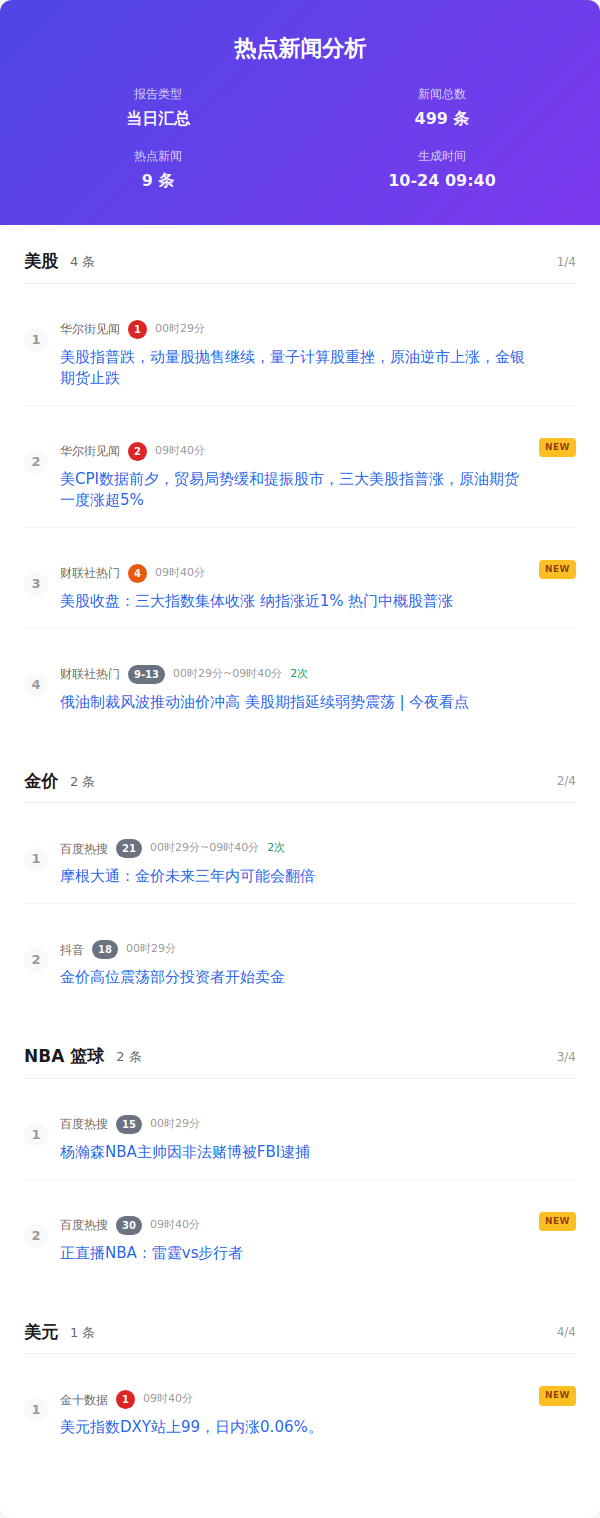 热点新闻分析
报告类型
新闻总数
当日汇总
499 条
热点新闻
生成时间
9 条
10-24 09:40
美股 4 条 1/4
1 华尔街见闻 1 00时29分
美股指普跌，动量股抛售继续，量子计算股重挫，原油逆市上涨，金银
期货止跌
2 华尔街见闻 2 09时40分 NEW
美CPI数据前夕，贸易局势缓和提振股市，三大美股指普涨，原油期货
一度涨超5%
3 财联社热门 4 09时40分 NEW
美股收盘：三大指数集体收涨 纳指涨近1% 热门中概股普涨
4 财联社热门 9-13 00时29分~09时40分 2次
俄油制裁风波推动油价冲高 美股期指延续弱势震荡 | 今夜看点
金价 2 条 2/4
1 百度热搜 21 00时29分~09时40分 2次
摩根大通：金价未来三年内可能会翻倍
2 抖音 18 00时29分
金价高位震荡部分投资者开始卖金
NBA 篮球 2 条 3/4
1 百度热搜 15 00时29分
杨瀚森NBA主帅因非法赌博被FBI逮捕
2 百度热搜 30 09时40分 NEW
正直播NBA：雷霆vs步行者
美元 1 条 4/4
1 金十数据 1 09时40分 NEW
美元指数DXY站上99，日内涨0.06%。